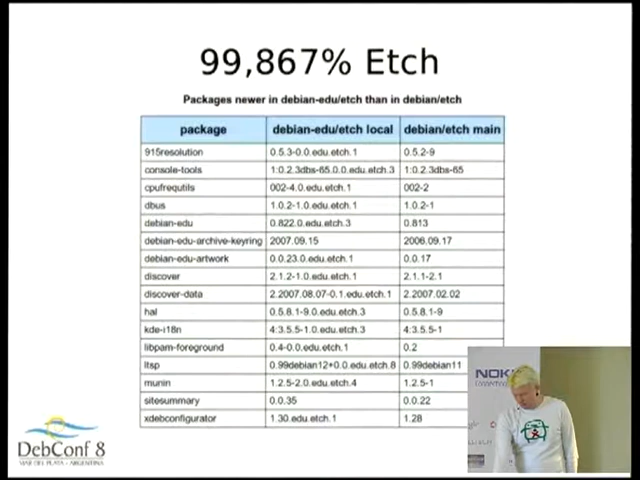 99,867% Etch
Packages newer in debian-edu/etch than in debian/etch
package debian-edu/etch local debian/etch main
915resolution 0.5.3-0.0.edu.etch.1 0.5.2-9
console-tools 1:0.2.3dbs-65.0.0.edu.etch.3 1:0.2.3dbs-65
cpufrequtils 002-4.0.edu.etch.1 002-2
dbus 1.0.2-1.0.edu.etch.1 1.0.2-1
debian-edu 0.822.0.edu.etch.3 0.813
debian-edu-archive-keyring 2007.09.15 2006.09.17
debian-edu-artwork 0.0.23.0.edu.etch.1 0.0.17
discover 2.1.2-1.0.edu.etch.1 2.1.1-2.1
discover-data 2.2007.08.07-0.1.edu.etch.1 2.2007.02.02
hal 0.5.8.1-9.0.edu.etch.3 0.5.8.1-9
kde-i18n 4:3.5.5-1.0.edu.etch.3 4:3.5.5-1
libpam-foreground 0.4-0.0.edu.etch.1 0.2
ltsp 0.99debian12+0.0.edu.etch.8 0.99debian11
munin 1.2.5-2.0.edu.etch.4 1.2.5-1
sitesummary 0.0.35 0.0.22
xdebconfigurator 1.30.edu.etch.1 1.28
NOK
DebConf 8
MAR DEL PLATA - ARGENTINA